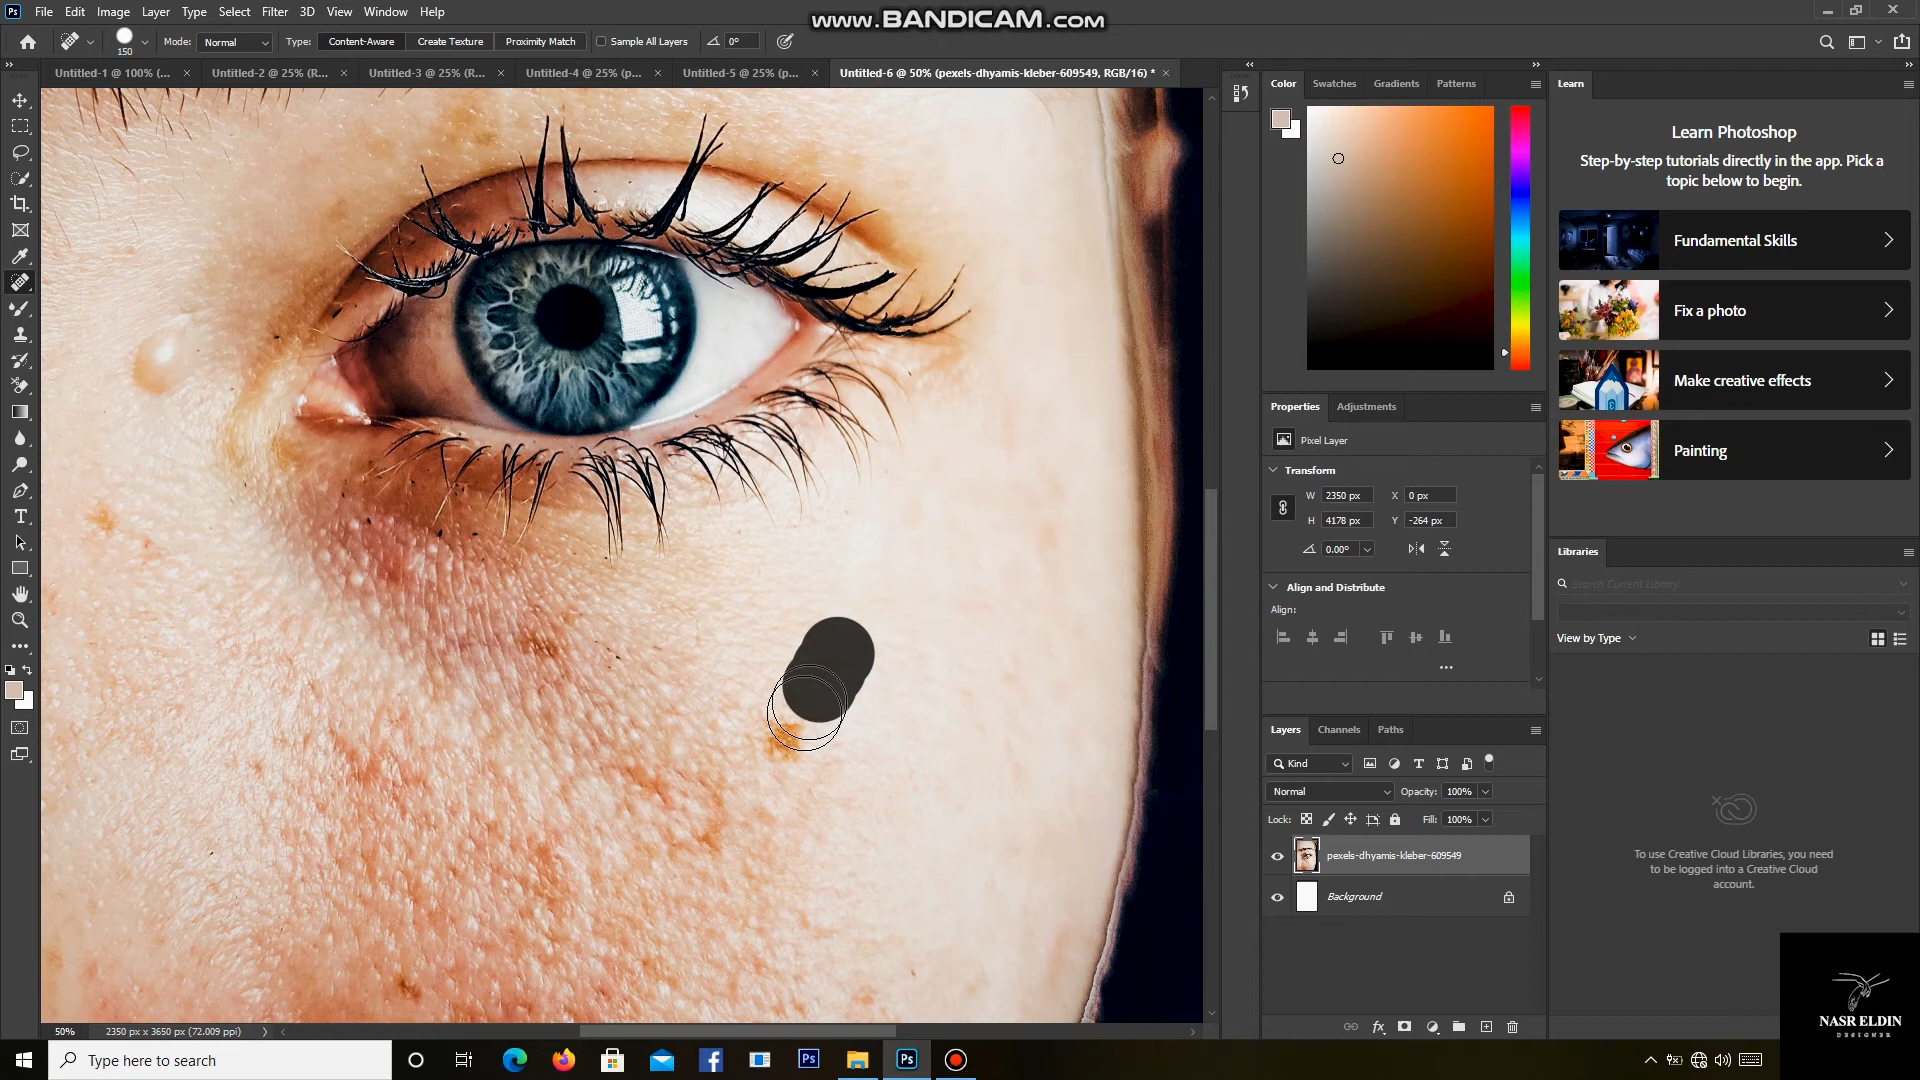 File Edit Image Layer Type Select Filter 3D View Window Help
www.BANDICAM.com
150 Mode: Normal Type: Content-Aware Create Texture Proximity Match Sample All Layers 0°
Untitled-1 @ 100% (... Untitled-2 @ 25% (R... Untitled-3 @ 25% (R... Untitled-4 @ 25% (p... Untitled-5 @ 25% (p... Untitled-6 @ 50% (pexels-dhyamis-kleber-609549, RGB/16) *
Color Swatches Gradients Patterns
Learn
Learn Photoshop
Step-by-step tutorials directly in the app. Pick a
topic below to begin.
Fundamental Skills
Fix a photo
Make creative effects
Painting
Properties Adjustments
Pixel Layer
Transform
W 2350 px X 0 px
H 4178 px Y -264 px
0.00°
Align and Distribute
Align:
Libraries
Search Current Library
View by Type
To use Creative Cloud Libraries, you need
to be logged into a Creative Cloud
account.
Layers Channels Paths
Kind
Normal Opacity: 100%
Lock: Fill: 100%
pexels-dhyamis-kleber-609549
Background
50% 2350 px x 3650 px (72.009 ppi)
NASR ELDIN
DESIGNER
Type here to search